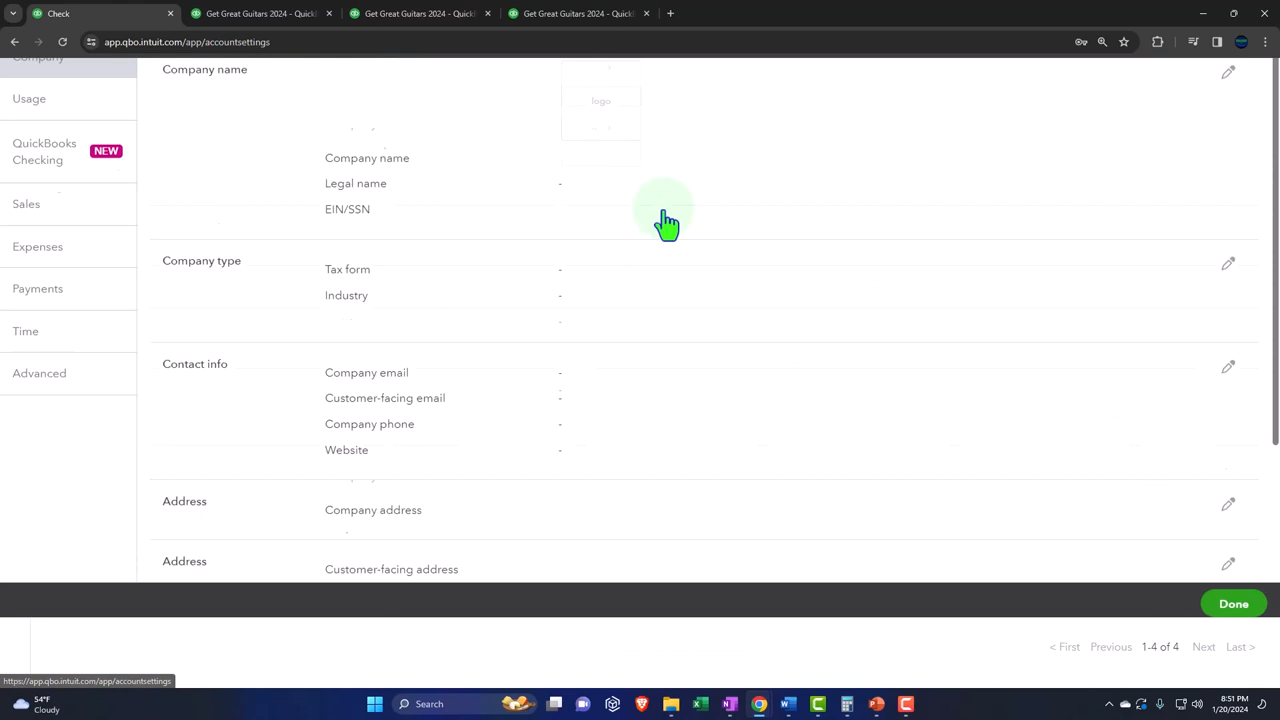 Check
Get Great Guitars 2024 - QuickB
Get Great Guitars 2024 - QuickB
Get Great Guitars 2024 - QuickB
app.qbo.intuit.com/app/accountsettings
Company
Usage
QuickBooks
Checking
NEW
Sales
Expenses
Payments
Time
Advanced
Company name
logo
Company name
Legal name -
EIN/SSN
Company type
Tax form -
Industry -
-
Contact info
Company email -
Customer-facing email -
Company phone -
Website -
Address
Company address
Address
Customer-facing address
Done
< First Previous 1-4 of 4 Next Last >
https://app.qbo.intuit.com/app/accountsettings
54°F
Cloudy
Search
8:51 PM
1/20/2024